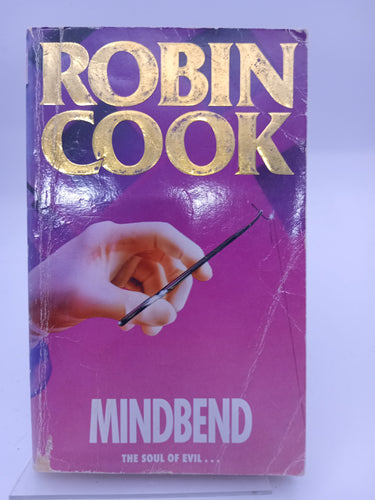 ROBIN
COOK
MINDBEND
THE SOUL OF EVIL...